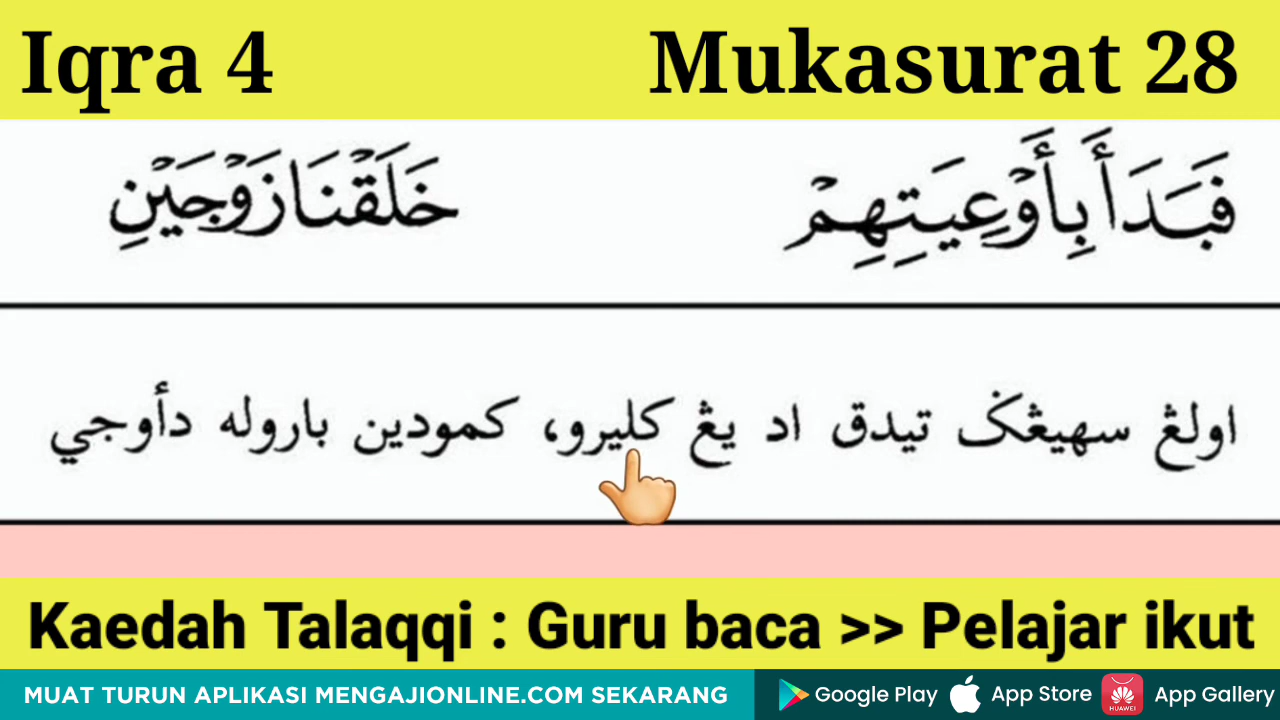 Iqra 4 Mukasurat 28
فَبَدَأَ بِأَوْعِيَتِهِمْ خَلَقْنَا زَوْجَيْنِ
اولڠ سهيڠݢ تيدق اد يڠ كليرو، كمودين باروله دأوجي
Kaedah Talaqqi : Guru baca >> Pelajar ikut
MUAT TURUN APLIKASI MENGAJIONLINE.COM SEKARANG Google Play App Store HUAWEI App Gallery